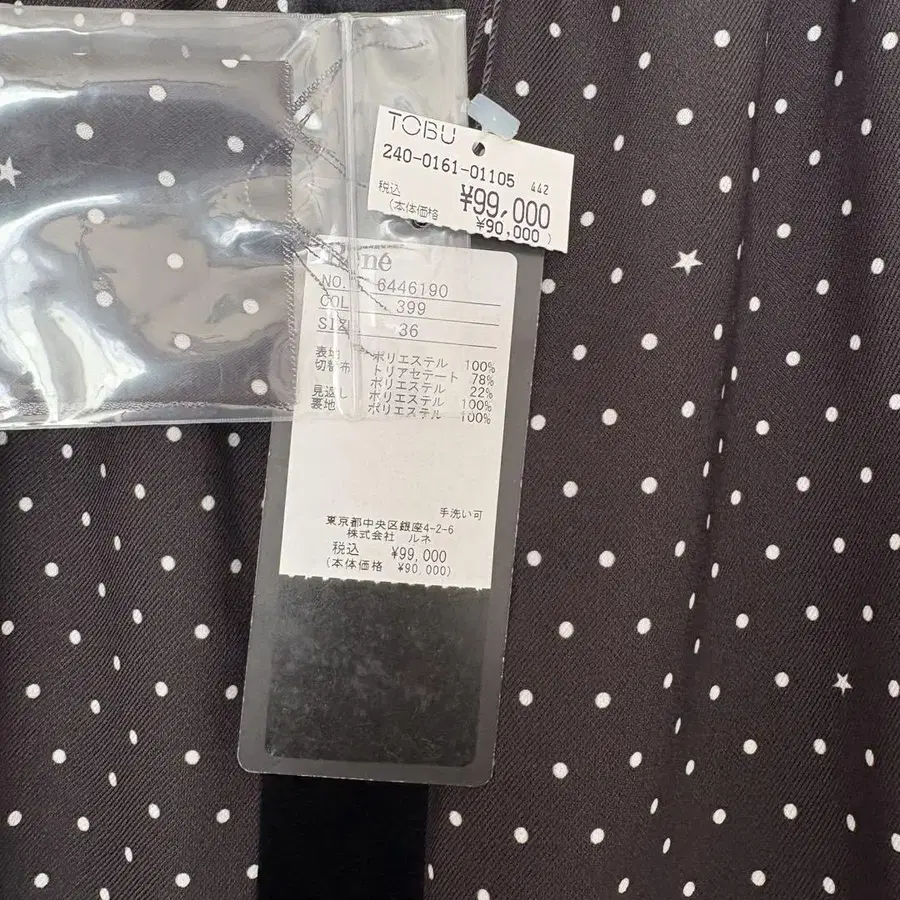 TOBU
240-0161-01105 442
税込 ¥99,000
(本体価格 ¥90,000)
René
NO. 6446190
COL 399
SIZ 36
表地 ポリエステル 100%
切替布 トリアセテート 78%
ポリエステル 22%
見返し ポリエステル 100%
裏地 ポリエステル 100%
手洗い可
東京都中央区銀座4-2-6
株式会社 ルネ
税込 ¥99,000
(本体価格 ¥90,000)